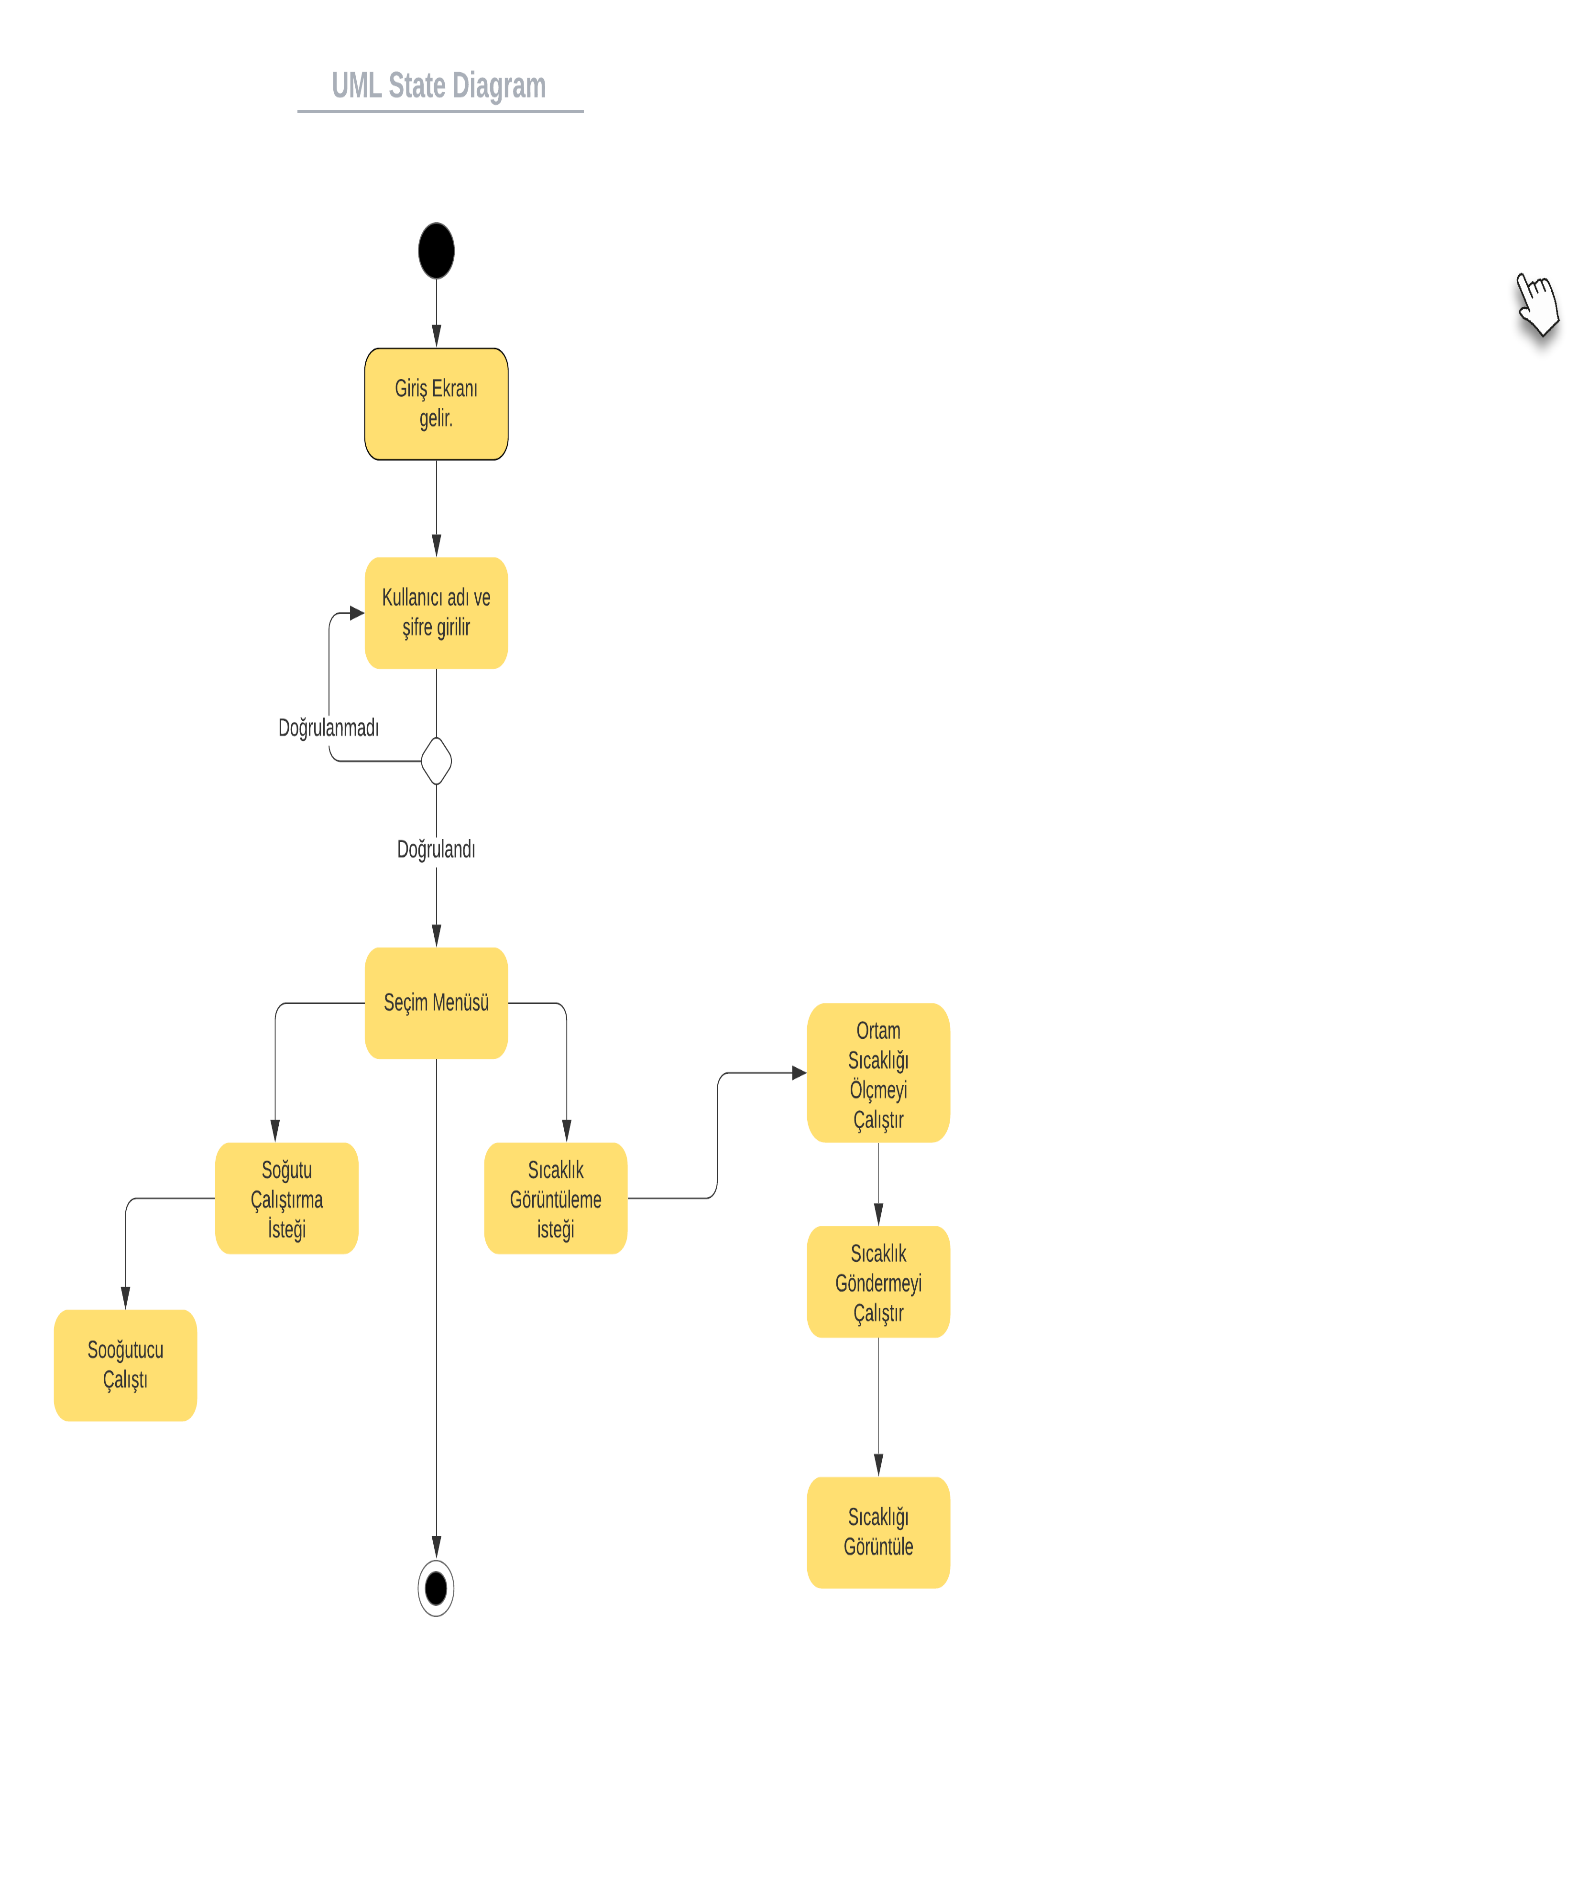 UML State Diagram
Giriş Ekranı
gelir.
Kullanıcı adı ve
şifre girilir
Doğrulanmadı
Doğrulandı
Seçim Menüsü
Ortam
Sıcaklığı
Ölçmeyi
Çalıştır
Soğutu
Çalıştırma
İsteği
Sıcaklık
Görüntüleme
isteği
Sıcaklık
Göndermeyi
Çalıştır
Sooğutucu
Çalıştı
Sıcaklığı
Görüntüle